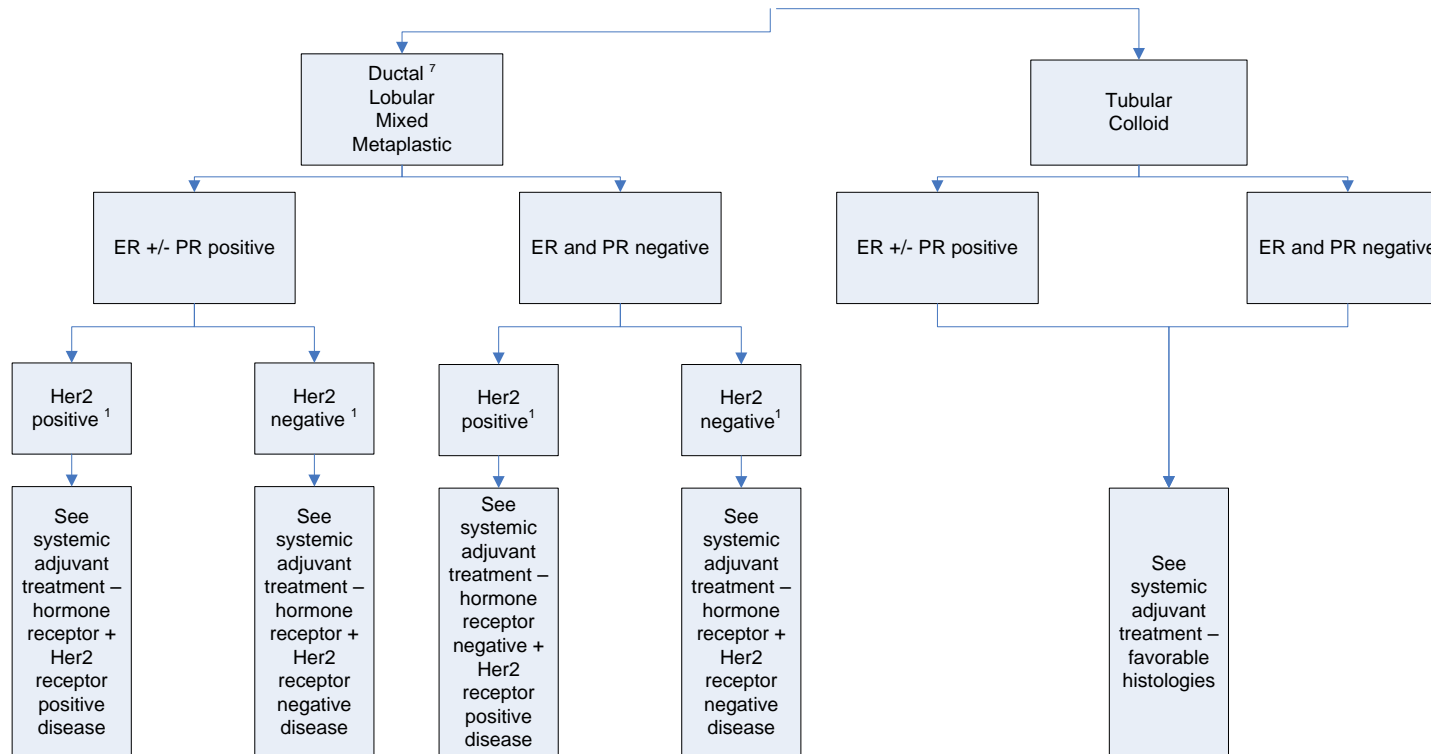 Ductal ⁷
Lobular
Mixed
Metaplastic
Tubular
Colloid
ER +/- PR positive
ER and PR negative
ER +/- PR positive
ER and PR negative
Her2
positive ¹
Her2
negative ¹
Her2
positive¹
Her2
negative¹
See
systemic
adjuvant
treatment –
hormone
receptor +
Her2
receptor
positive
disease
See
systemic
adjuvant
treatment –
hormone
receptor +
Her2
receptor
negative
disease
See
systemic
adjuvant
treatment –
hormone
receptor
negative +
Her2
receptor
positive
disease
See
systemic
adjuvant
treatment –
hormone
receptor +
Her2
receptor
negative
disease
See
systemic
adjuvant
treatment –
favorable
histologies